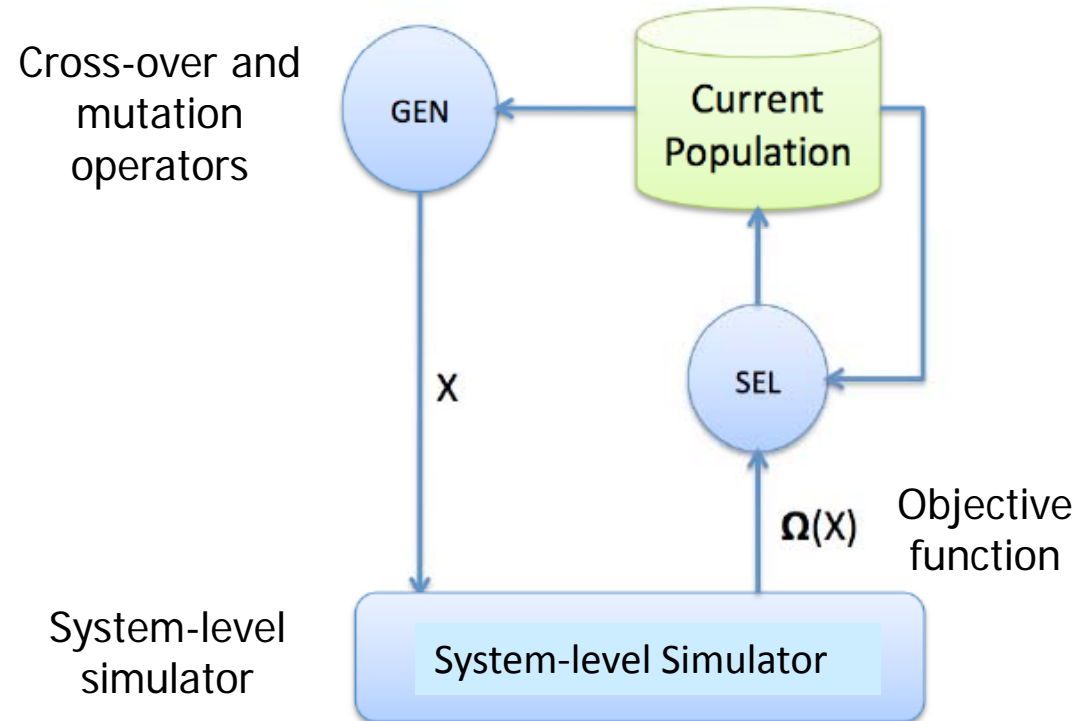 Cross-over and
mutation
operators
GEN
Current
Population
X
SEL
Ω(X)
Objective
function
System-level
simulator
System-level Simulator